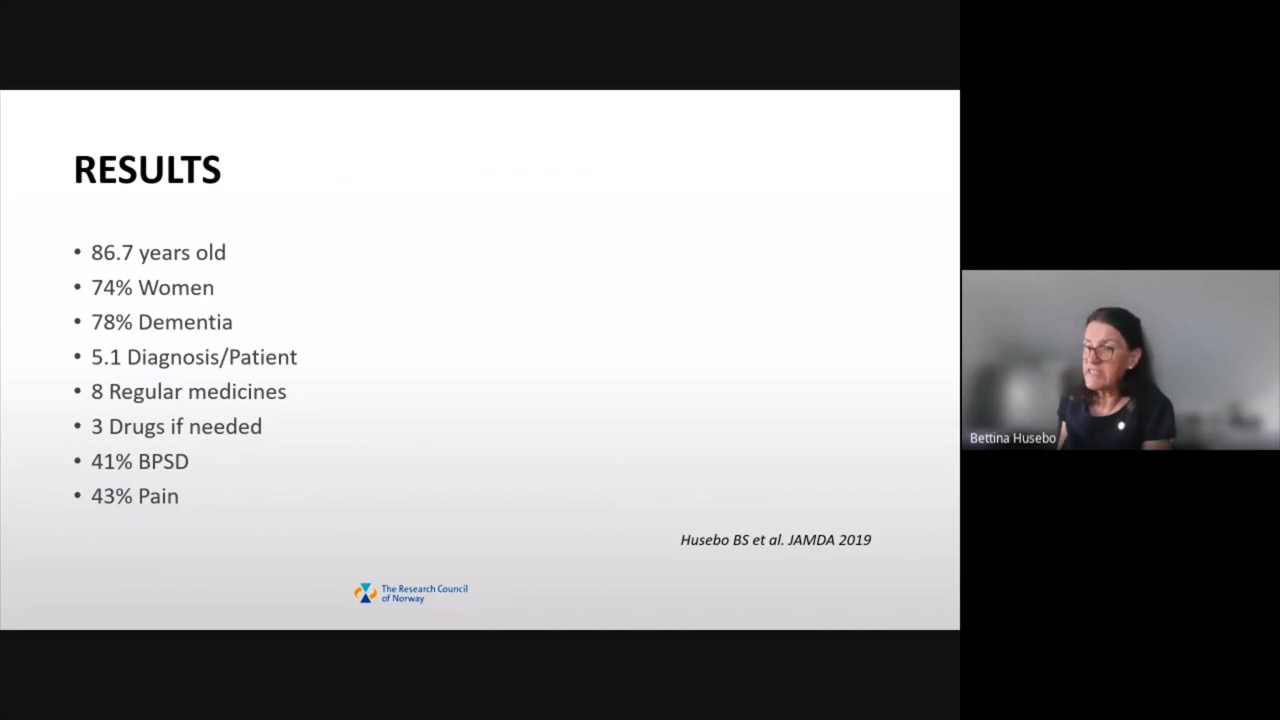 RESULTS
• 86.7 years old
• 74% Women
• 78% Dementia
• 5.1 Diagnosis/Patient
• 8 Regular medicines
• 3 Drugs if needed
• 41% BPSD
• 43% Pain
Husebo BS et al. JAMDA 2019
The Research Council
of Norway
Bettina Husebo